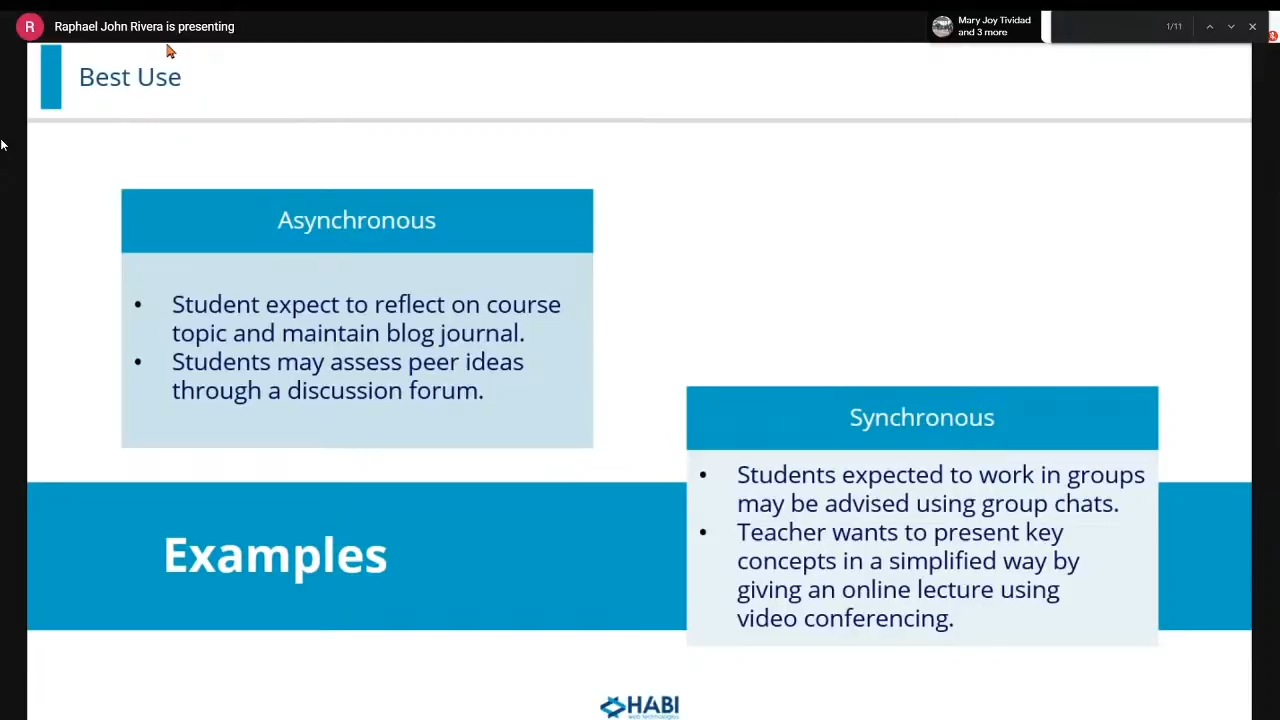 R
Raphael John Rivera is presenting
Mary Joy Tividad
and 3 more
1/11
Best Use
Asynchronous
• Student expect to reflect on course
topic and maintain blog journal.
• Students may assess peer ideas
through a discussion forum.
Synchronous
• Students expected to work in groups
may be advised using group chats.
• Teacher wants to present key
concepts in a simplified way by
giving an online lecture using
video conferencing.
Examples
HABI
web technologies